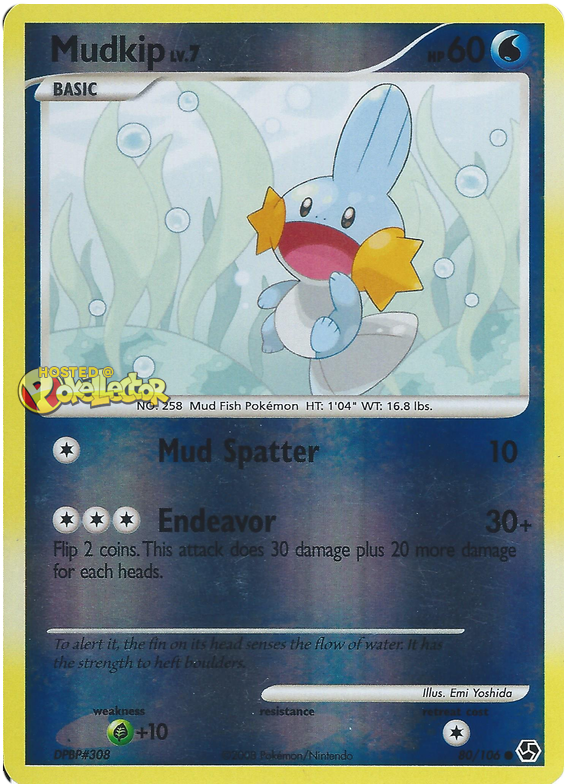 Mudkip LV.7
HP 60
BASIC
HOSTED @
Pokellector
NO. 258 Mud Fish Pokémon HT: 1'04" WT: 16.8 lbs.
Mud Spatter 10
Endeavor 30+
Flip 2 coins. This attack does 30 damage plus 20 more damage
for each heads.
To alert it, the fin on its head senses the flow of water. It has
the strength to heft boulders.
Illus. Emi Yoshida
weakness resistance retreat cost
+10
DPBP#308 ©2008 Pokémon/Nintendo 80/106